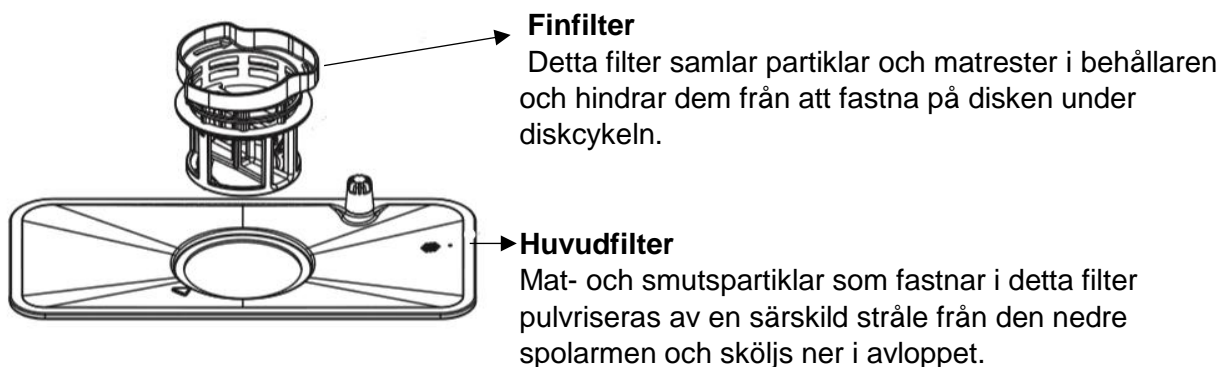 Finfilter
Detta filter samlar partiklar och matrester i behållaren
och hindrar dem från att fastna på disken under
diskcykeln.
Huvudfilter
Mat- och smutspartiklar som fastnar i detta filter
pulvriseras av en särskild stråle från den nedre
spolarmen och sköljs ner i avloppet.